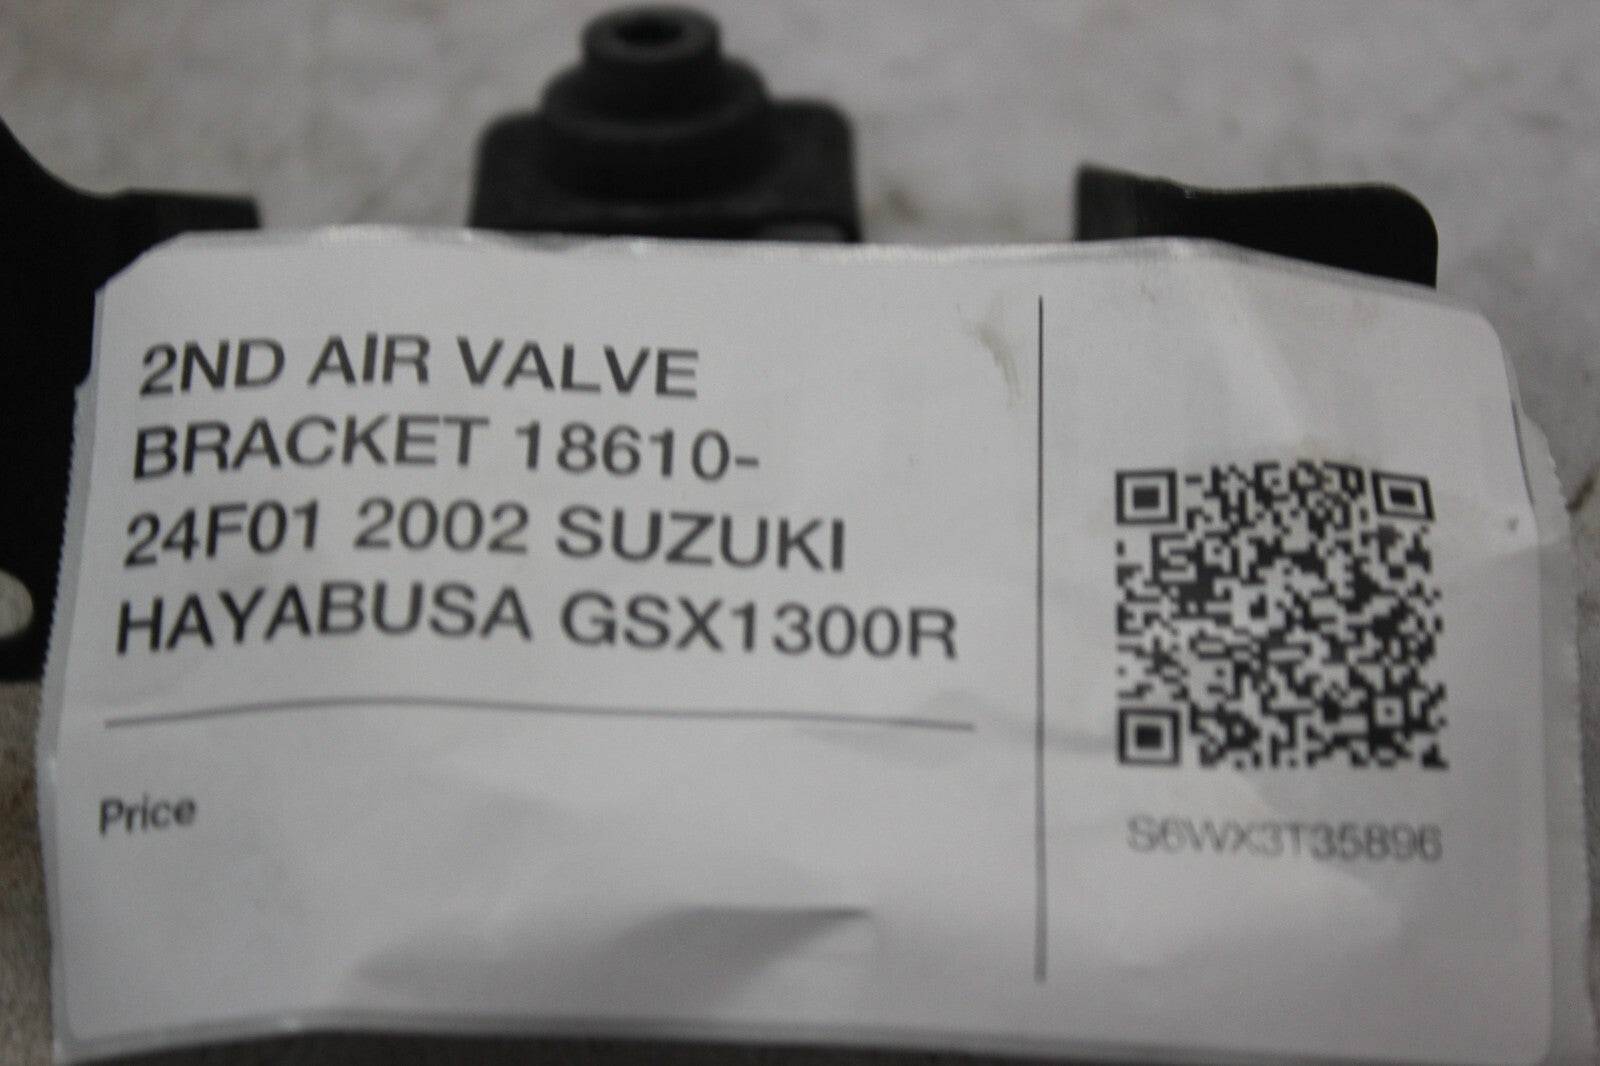 2ND AIR VALVE
BRACKET 18610-
24F01 2002 SUZUKI
HAYABUSA GSX1300R
Price
S6WX3T35896